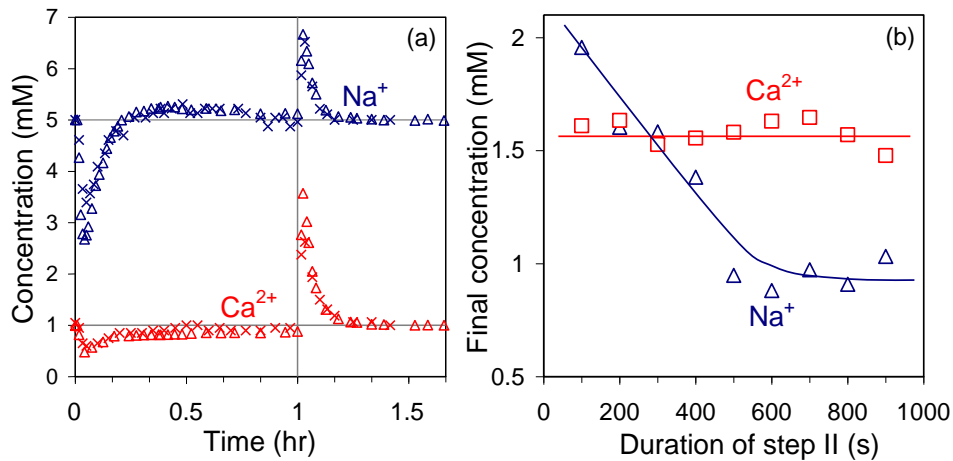 (a)
Concentration (mM)
7
6
5
4
3
2
1
0
Na⁺
Ca²⁺
0
0.5
1
1.5
Time (hr)
(b)
Final concentration (mM)
2
1.5
1
0.5
Ca²⁺
Na⁺
0 200 400 600 800 1000
Duration of step II (s)